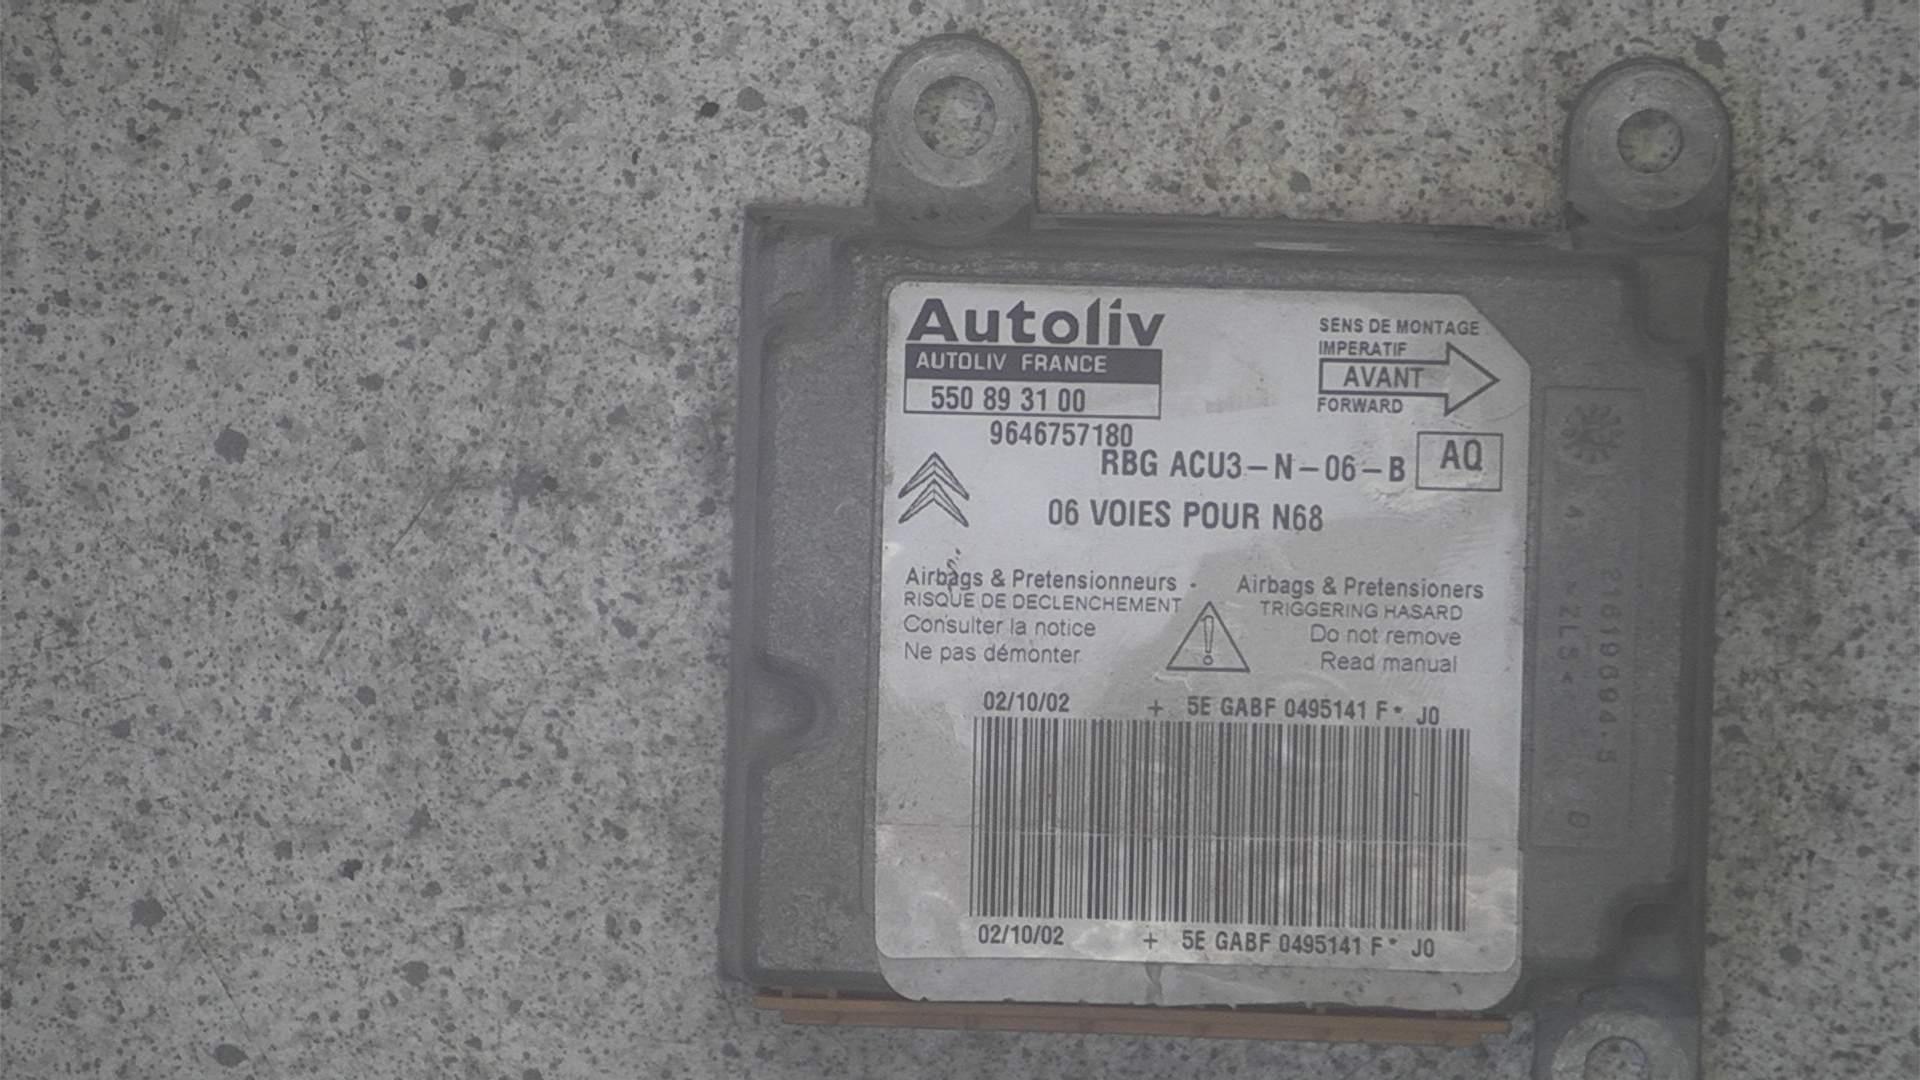 Autoliv
AUTOLIV FRANCE
550 89 31 00
9646757180
SENS DE MONTAGE
IMPERATIF
AVANT
FORWARD
RBG ACU3-N-06-B
AQ
06 VOIES POUR N68
Airbags & Pretensionneurs -
RISQUE DE DECLENCHEMENT
Consulter la notice
Ne pas démonter
Airbags & Pretensioners
TRIGGERING HASARD
Do not remove
Read manual
02/10/02 + 5E GABF 0495141 F* J0
02/10/02 + 5E GABF 0495141 F* J0